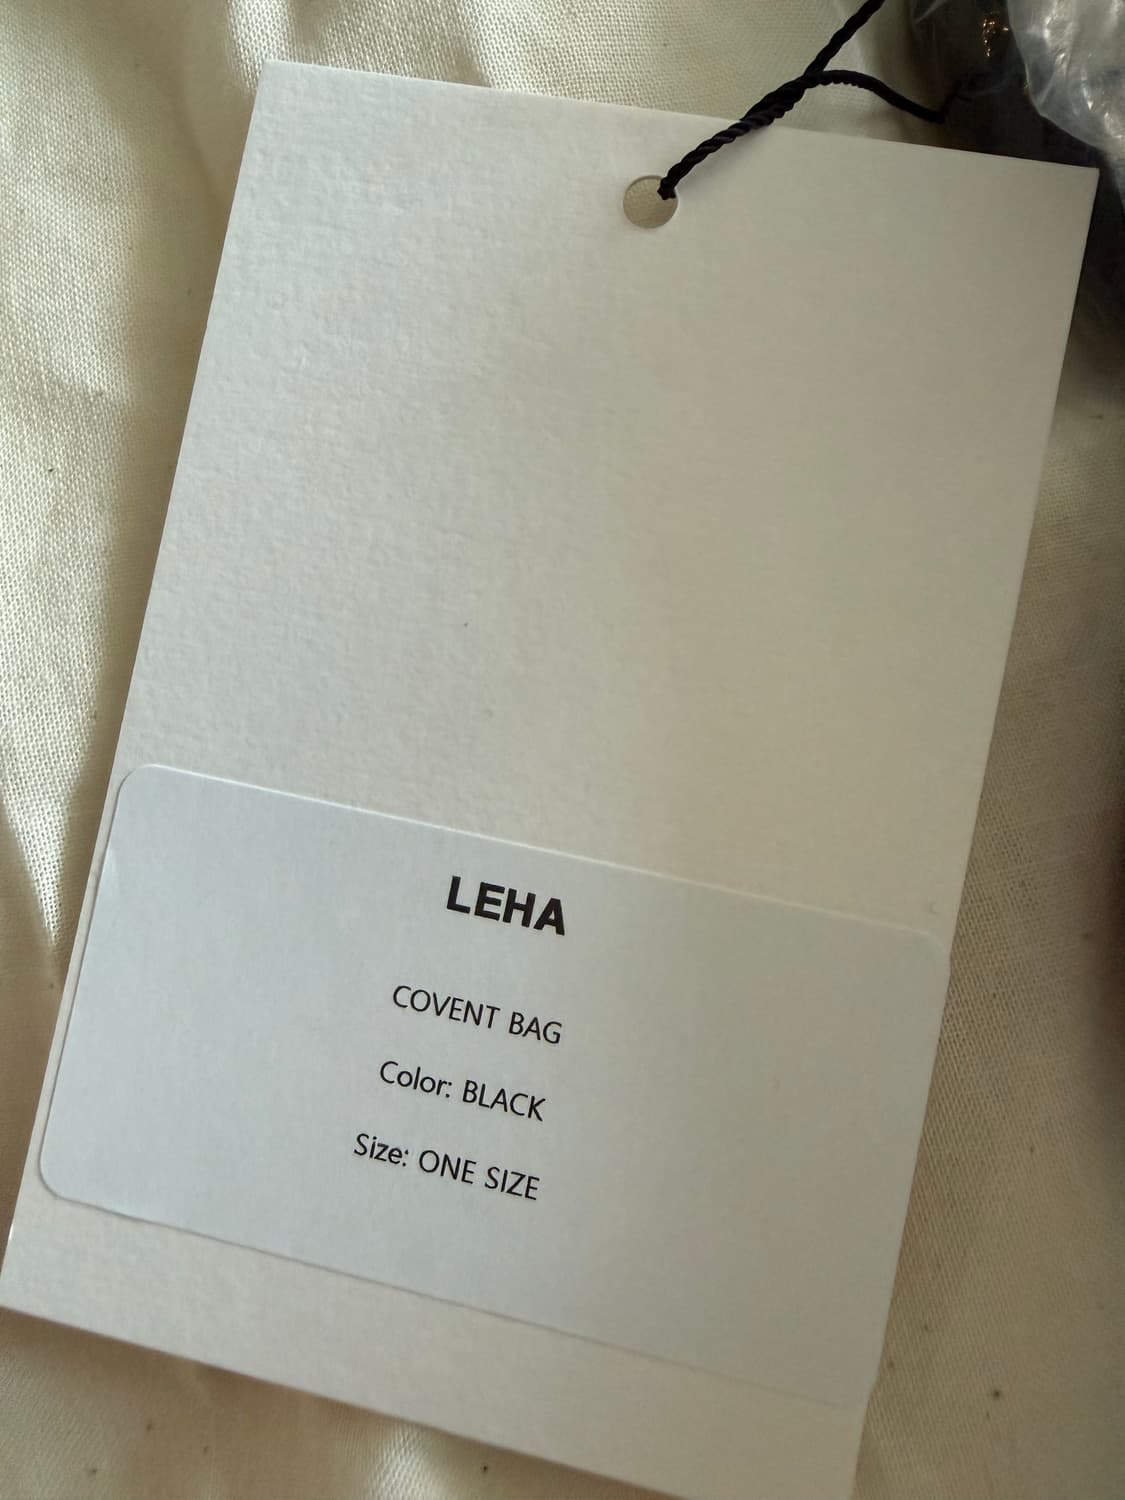 LEHA
COVENT BAG
Color: BLACK
Size: ONE SIZE